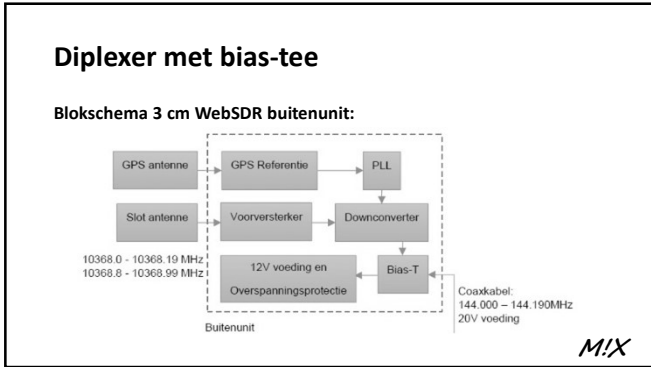 Diplexer met bias-tee
Blokschema 3 cm WebSDR buitenunit:
GPS antenne
GPS Referentie
PLL
Slot antenne
Voorversterker
Downconverter
10368.0 - 10368.19 MHz
10368.8 - 10368.99 MHz
12V voeding en
Overspanningsprotectie
Bias-T
Coaxkabel:
144.000 – 144.190MHz
20V voeding
Buitenunit
M!X